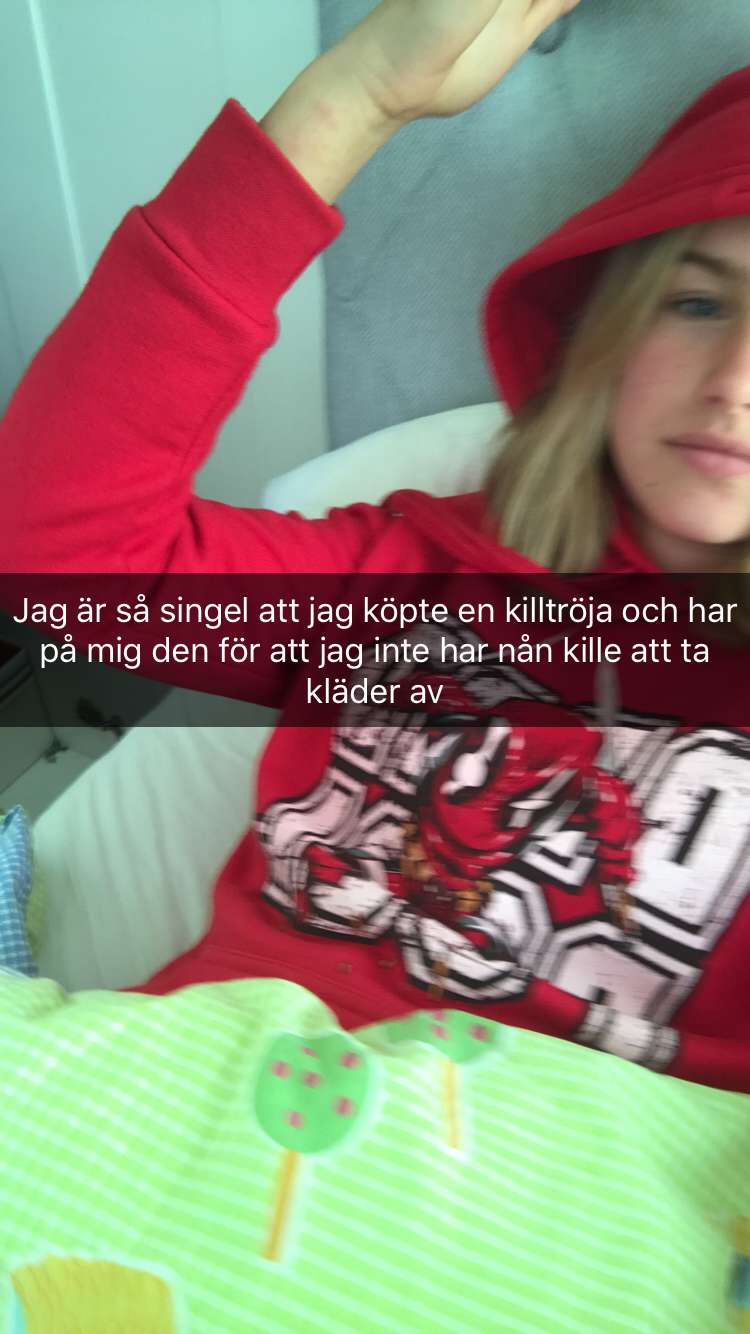 Jag är så singel att jag köpte en killtröja och har
på mig den för att jag inte har nån kille att ta
kläder av